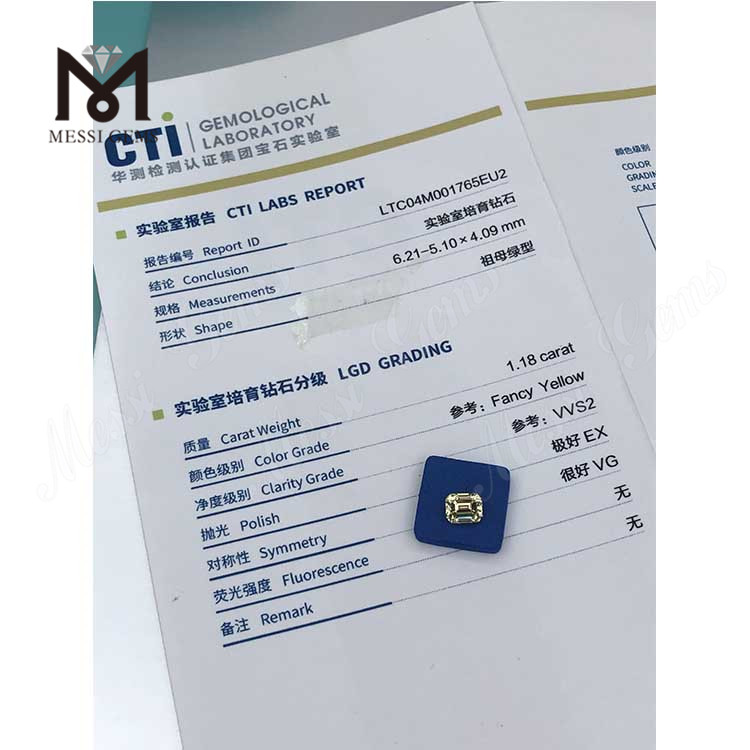 MESSI GEMS
CTI GEMOLOGICAL LABORATORY
华测检测认证集团宝石实验室
实验室报告 CTI LABS REPORT
报告编号 Report ID LTC04M001765EU2
结论 Conclusion 实验室培育钻石
规格 Measurements 6.21-5.10×4.09 mm
形状 Shape 祖母绿型
实验室培育钻石分级 LGD GRADING
质量 Carat Weight 1.18 carat
颜色级别 Color Grade 参考：Fancy Yellow
净度级别 Clarity Grade 参考：VVS2
抛光 Polish 极好 EX
对称性 Symmetry 很好 VG
荧光强度 Fluorescence 无
备注 Remark 无
颜色级别
COLOR
GRADIN
SCALE
Messi Gems